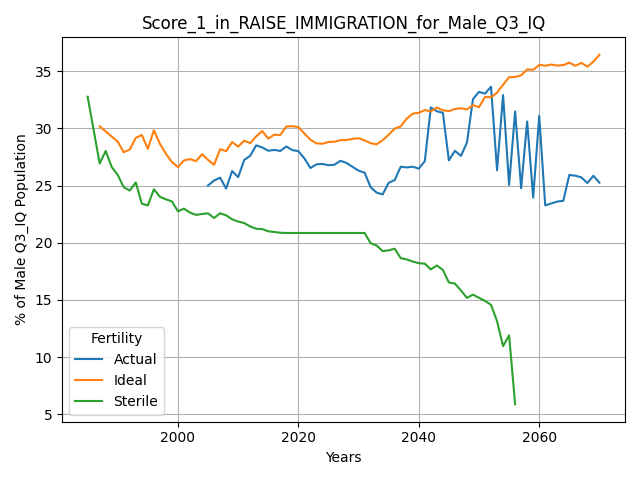 Score_1_in_RAISE_IMMIGRATION_for_Male_Q3_IQ
% of Male Q3_IQ Population
35
30
25
20
15
10
5
Fertility
Actual
Ideal
Sterile
2000
2020
2040
2060
Years